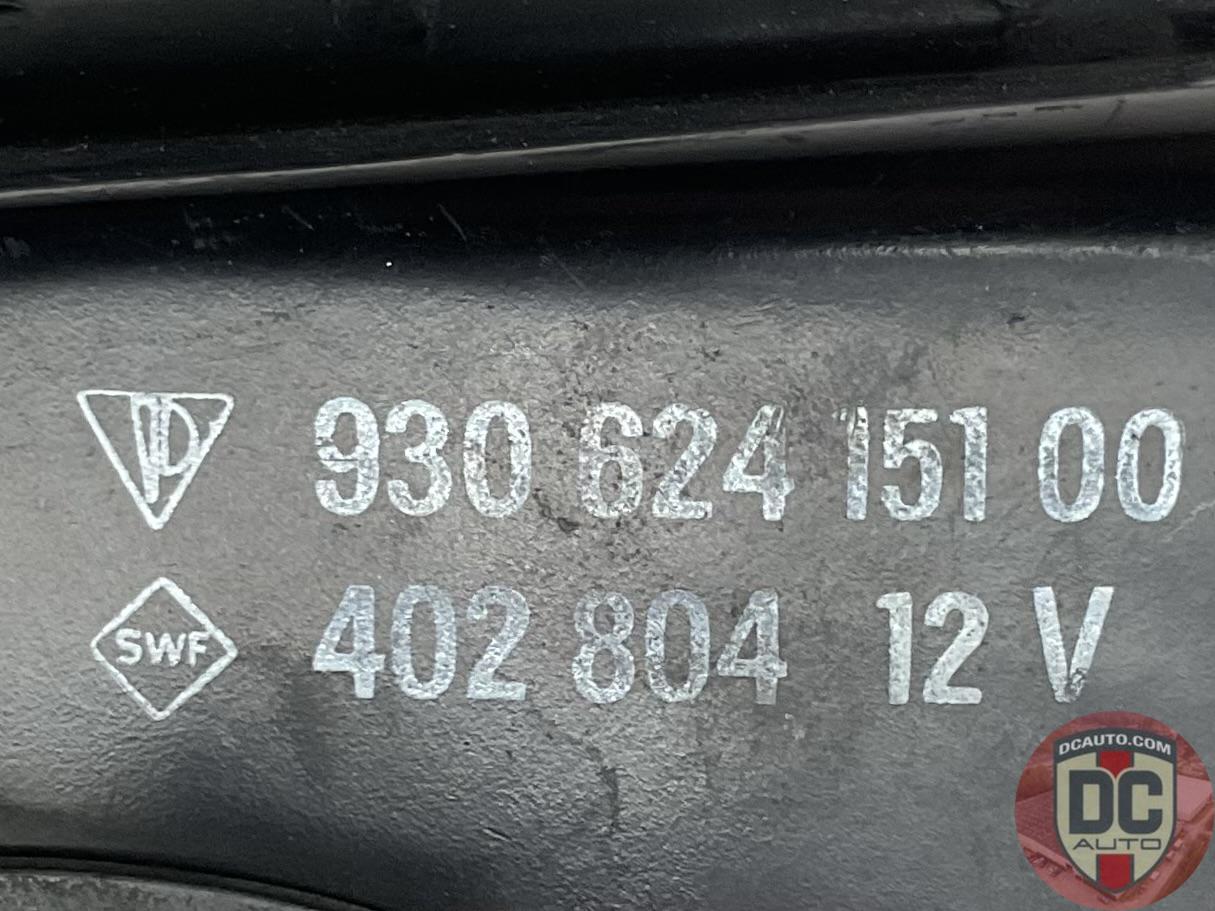 930 624 151 00
SWF 402 804 12 V
DCAUTO.COM
DC
AUTO